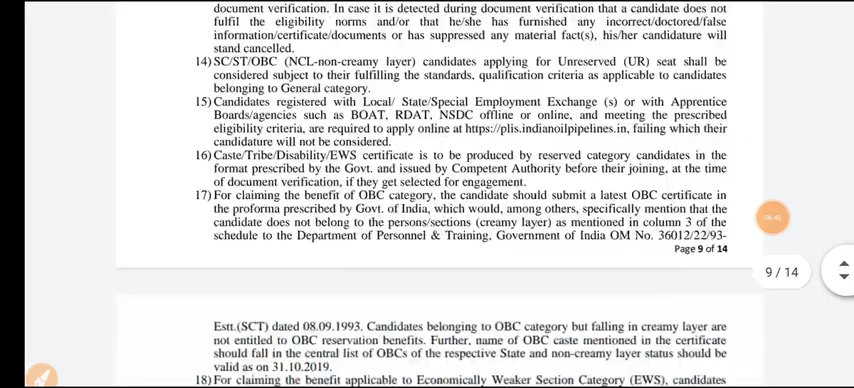 document verification. In case it is detected during document verification that a candidate does not
fulfil the eligibility norms and/or that he/she has furnished any incorrect/doctored/false
information/certificate/documents or has suppressed any material fact(s), his/her candidature will
stand cancelled.
14) SC/ST/OBC (NCL-non-creamy layer) candidates applying for Unreserved (UR) seat shall be
considered subject to their fulfilling the standards, qualification criteria as applicable to candidates
belonging to General category.
15) Candidates registered with Local/ State/Special Employment Exchange (s) or with Apprentice
Boards/agencies such as BOAT, RDAT, NSDC offline or online, and meeting the prescribed
eligibility criteria, are required to apply online at https://plis.indianoilpipelines.in, failing which their
candidature will not be considered.
16) Caste/Tribe/Disability/EWS certificate is to be produced by reserved category candidates in the
format prescribed by the Govt. and issued by Competent Authority before their joining, at the time
of document verification, if they get selected for engagement.
17) For claiming the benefit of OBC category, the candidate should submit a latest OBC certificate in
the proforma prescribed by Govt. of India, which would, among others, specifically mention that the
candidate does not belong to the persons/sections (creamy layer) as mentioned in column 3 of the
schedule to the Department of Personnel & Training, Government of India OM No. 36012/22/93-
Page 9 of 14
06:45
9 / 14
Estt.(SCT) dated 08.09.1993. Candidates belonging to OBC category but falling in creamy layer are
not entitled to OBC reservation benefits. Further, name of OBC caste mentioned in the certificate
should fall in the central list of OBCs of the respective State and non-creamy layer status should be
valid as on 31.10.2019.
18) For claiming the benefit applicable to Economically Weaker Section Category (EWS), candidates